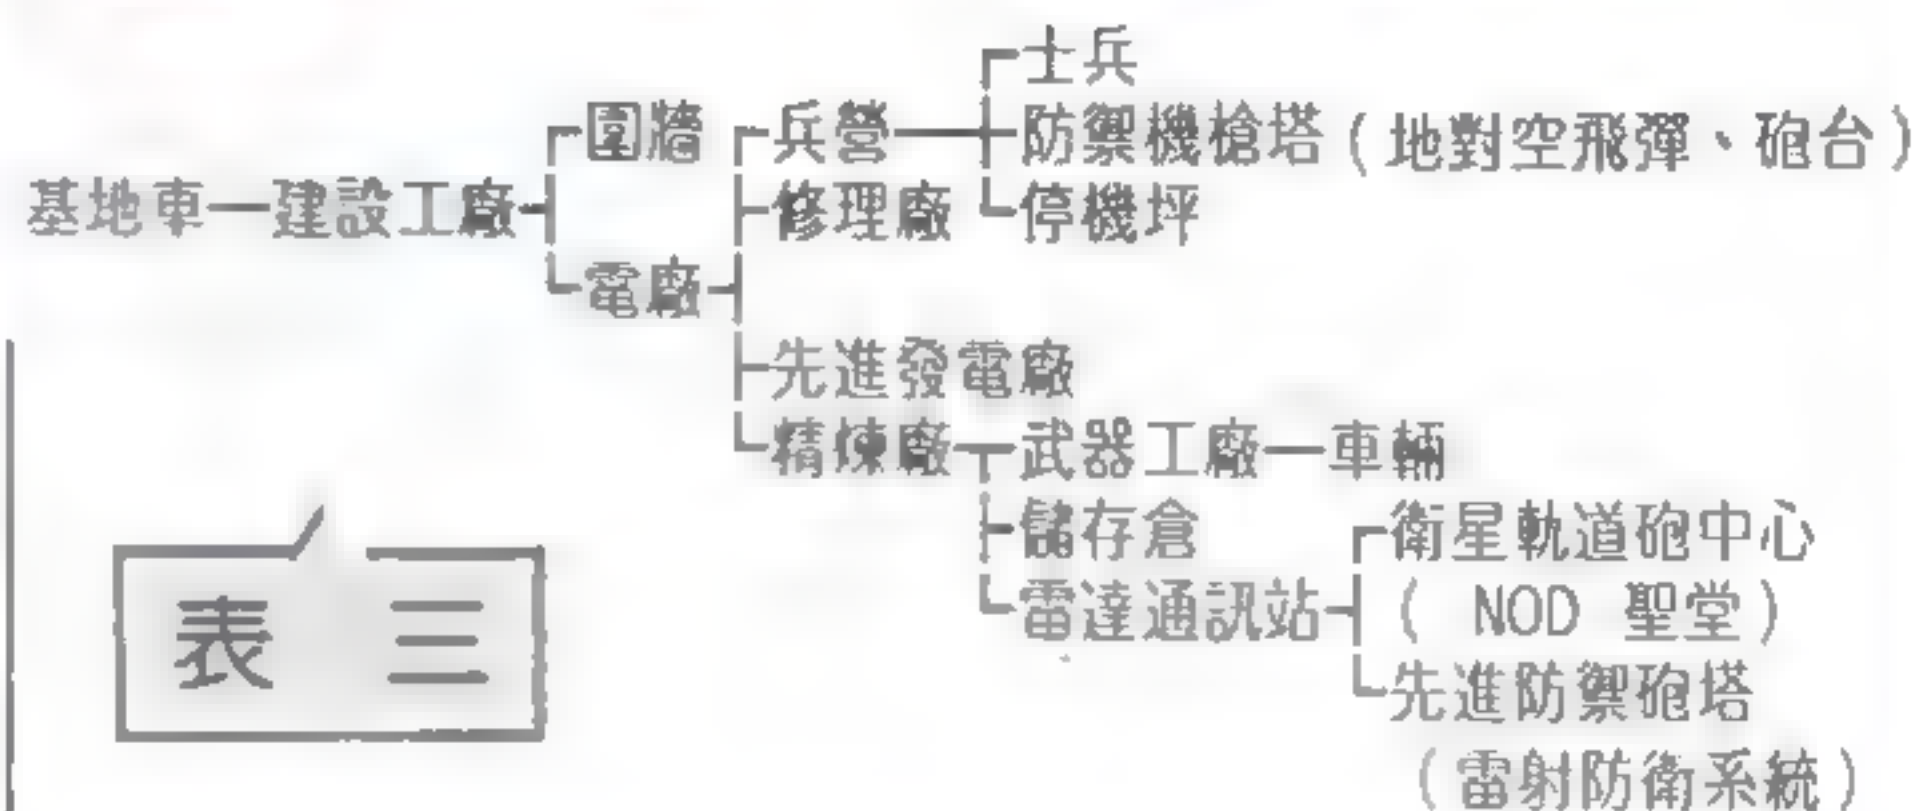 士兵
圍牆 兵營 防禦機槍塔(地對空飛彈、砲台)
基地車 建設工廠 修理廠 停機坪
電廠
先進發電廠
精煉廠 武器工廠 車輛
儲存倉 衛星軌道砲中心
雷達通訊站 ( NOD 聖堂)
先進防禦砲塔
(雷射防衛系統)
表 三